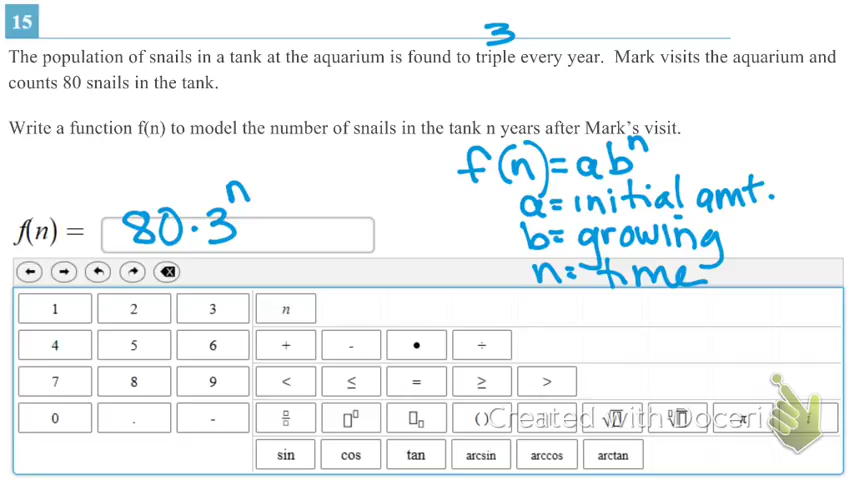 15
3
The population of snails in a tank at the aquarium is found to triple every year. Mark visits the aquarium and
counts 80 snails in the tank.
Write a function f(n) to model the number of snails in the tank n years after Mark's visit.
f(n) = abⁿ
a = initial amt.
b = growing
n = time
f(n) = 80 · 3ⁿ
1 2 3 n
4 5 6 + - • ÷
7 8 9 < ≤ = ≥ >
0 . - ( ) | π i
Created with Doceri
sin cos tan arcsin arccos arctan